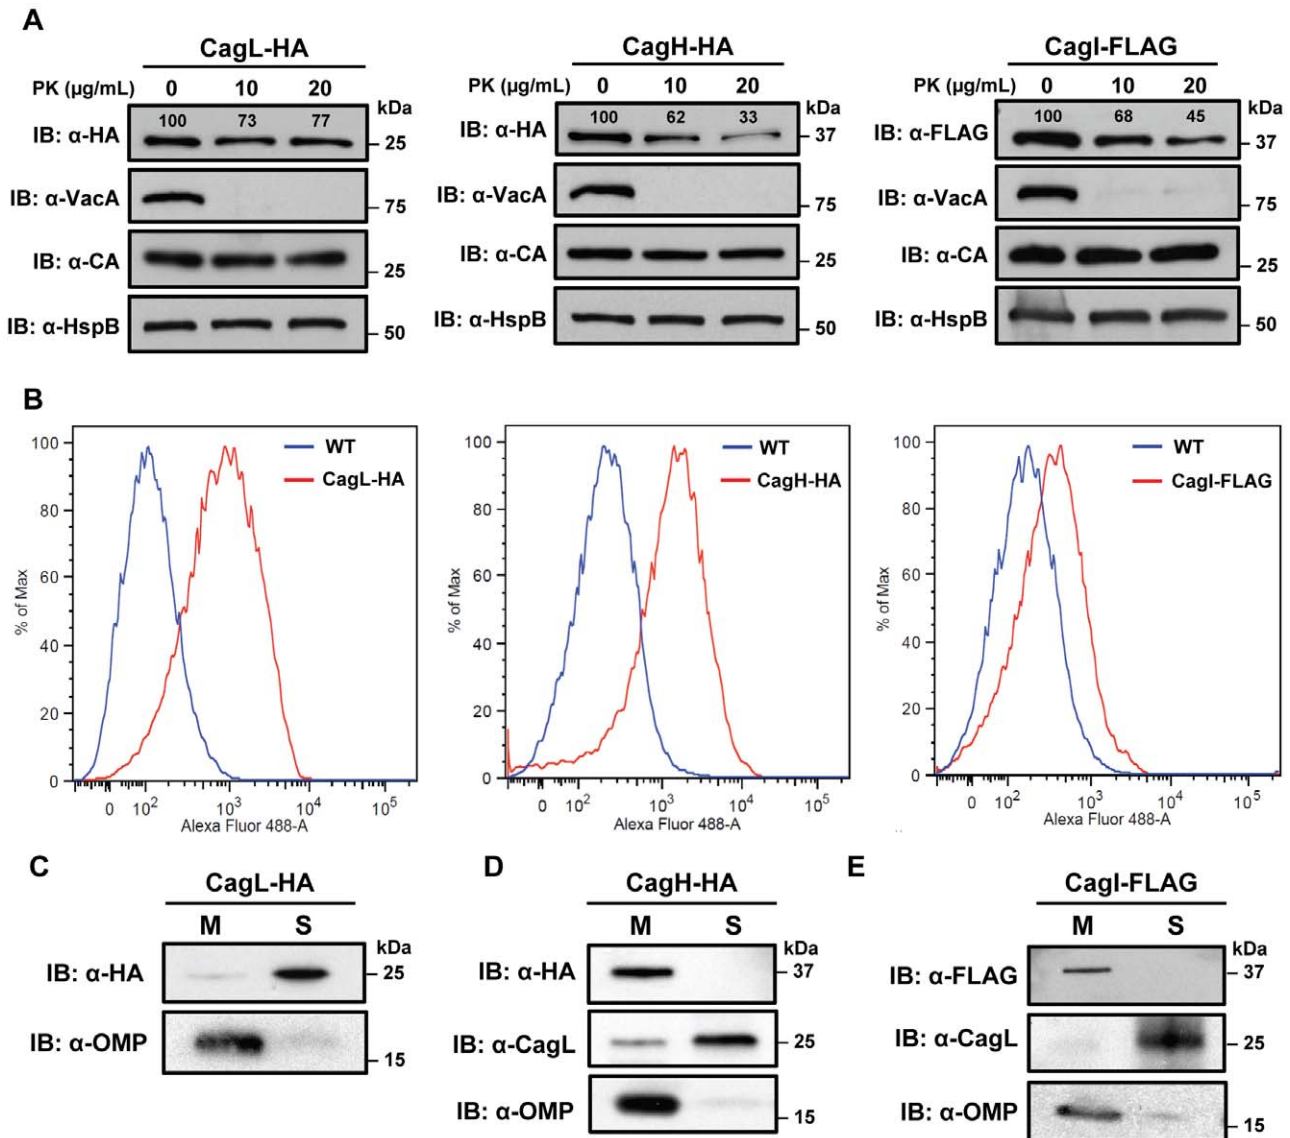 A
CagL-HA
PK (µg/mL) 0 10 20
kDa
IB: α-HA 100 73 77 25
IB: α-VacA 75
IB: α-CA 25
IB: α-HspB 50
CagH-HA
PK (µg/mL) 0 10 20
kDa
IB: α-HA 100 62 33 37
IB: α-VacA 75
IB: α-CA 25
IB: α-HspB 50
CagI-FLAG
PK (µg/mL) 0 10 20
kDa
IB: α-FLAG 100 68 45 37
IB: α-VacA 75
IB: α-CA 25
IB: α-HspB 50
B
WT
CagL-HA
% of Max
100
80
60
40
20
0
0 10² 10³ 10⁴ 10⁵
Alexa Fluor 488-A
WT
CagH-HA
% of Max
100
80
60
40
20
0
0 10² 10³ 10⁴ 10⁵
Alexa Fluor 488-A
WT
CagI-FLAG
% of Max
100
80
60
40
20
0
0 10² 10³ 10⁴ 10⁵
Alexa Fluor 488-A
C
CagL-HA
M S
kDa
IB: α-HA 25
IB: α-OMP 15
D
CagH-HA
M S
kDa
IB: α-HA 37
IB: α-CagL 25
IB: α-OMP 15
E
CagI-FLAG
M S
kDa
IB: α-FLAG 37
IB: α-CagL 25
IB: α-OMP 15